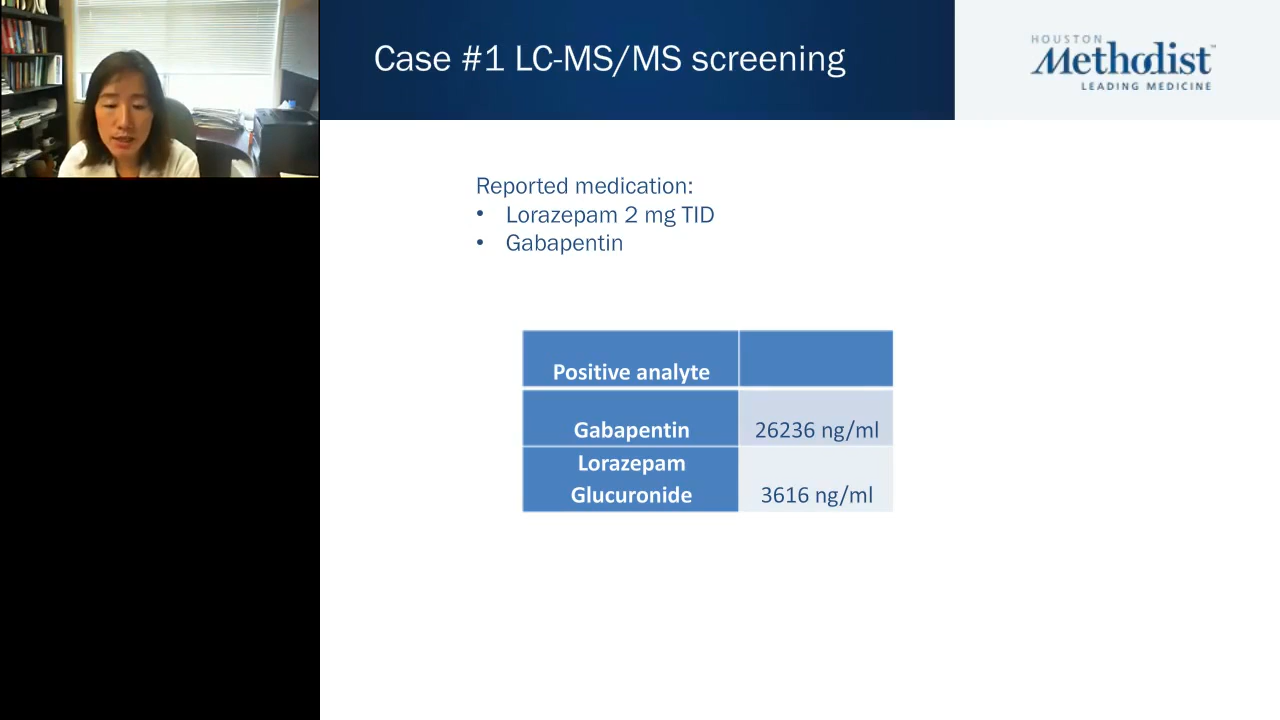 Case #1 LC-MS/MS screening
HOUSTON
Methodist™
LEADING MEDICINE
Reported medication:
• Lorazepam 2 mg TID
• Gabapentin
Positive analyte
Gabapentin 26236 ng/ml
Lorazepam
Glucuronide 3616 ng/ml